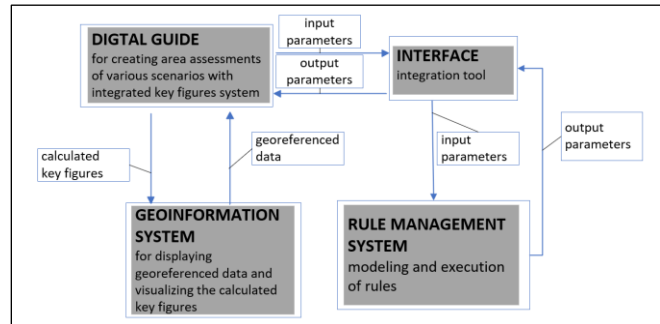 DIGTAL GUIDE
for creating area assessments
of various scenarios with
integrated key figures system
input
parameters
output
parameters
INTERFACE
integration tool
calculated
key figures
georeferenced
data
input
parameters
output
parameters
GEOINFORMATION
SYSTEM
for displaying
georeferenced data and
visualizing the calculated
key figures
RULE MANAGEMENT
SYSTEM
modeling and execution
of rules